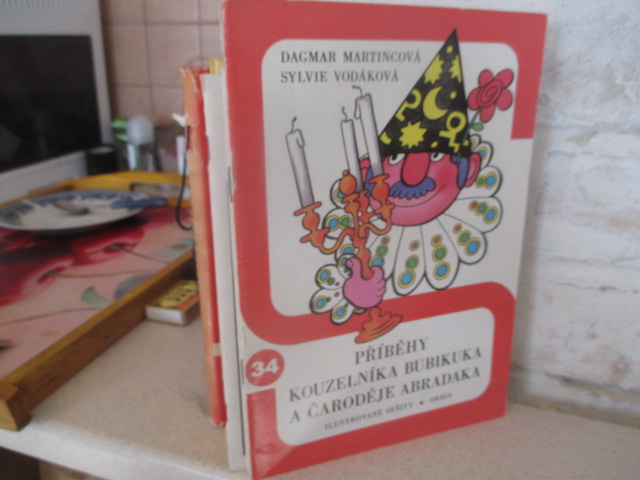 DAGMAR MARTINCOVÁ
SYLVIE VODÁKOVÁ
34
PŘÍBĚHY
KOUZELNÍKA BUBIKUKA
A ČARODĚJE ABRADAKA
ILUSTROVANÉ SEŠITY • ORBIS